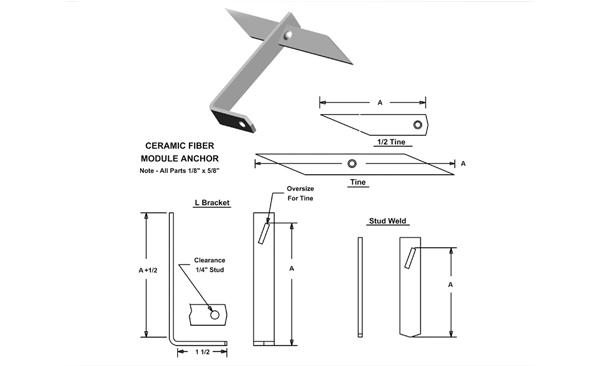 A
1/2 Tine
CERAMIC FIBER
MODULE ANCHOR
Note - All Parts 1/8" x 5/8"
A
Tine
Oversize
For Tine
L Bracket
Stud Weld
Clearance
1/4" Stud
A +1/2
A
A
1 1/2